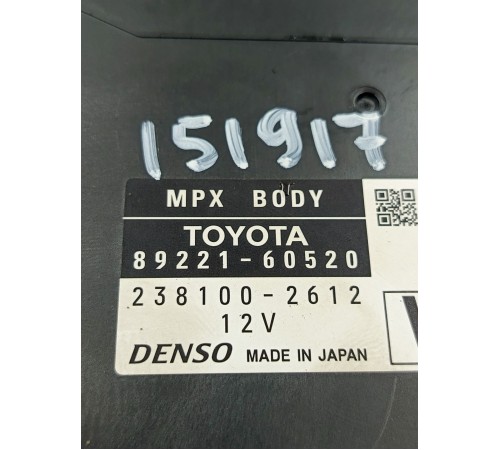 151917
MPX BODY
TOYOTA
89221-60520
238100-2612
12V
DENSO MADE IN JAPAN